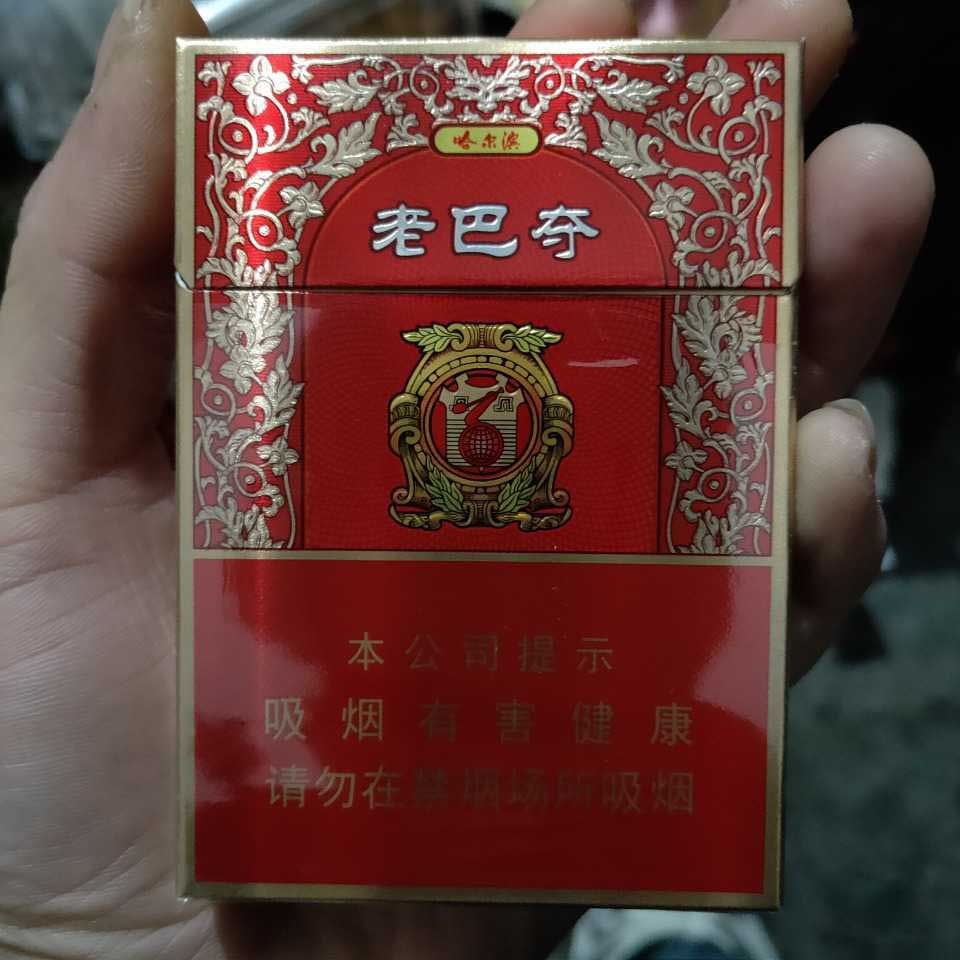 哈尔滨
老巴夺
本公司提示
吸烟有害健康
请勿在禁烟场所吸烟